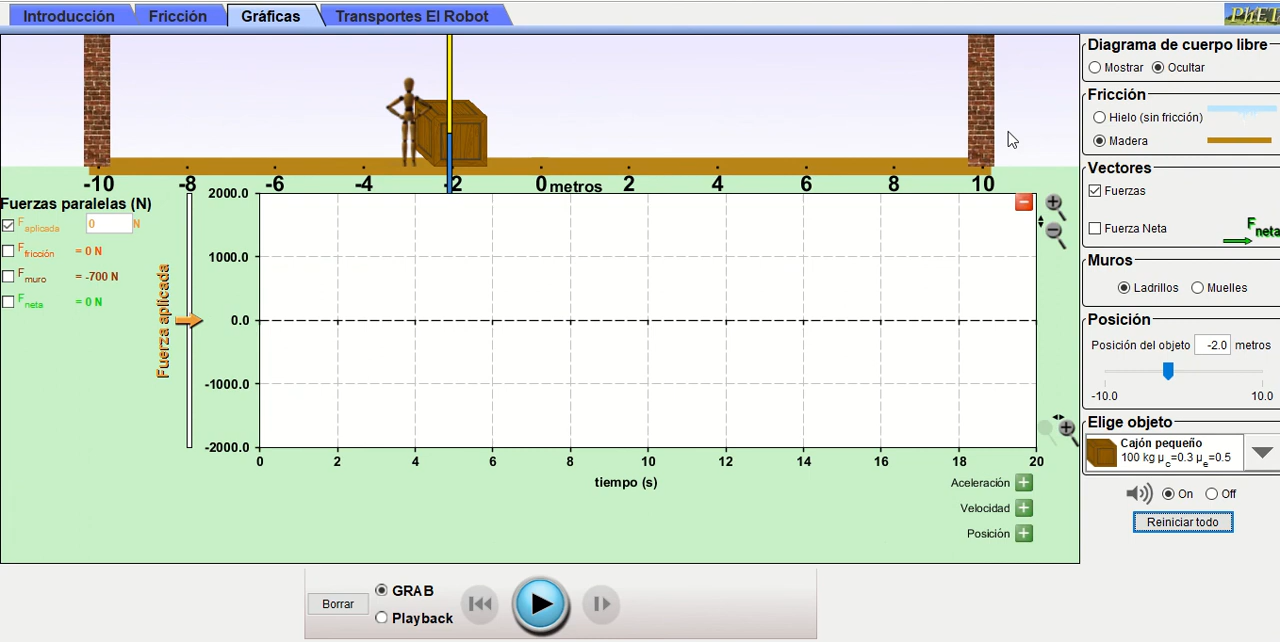 Introducción Fricción Gráficas Transportes El Robot
PhET
Diagrama de cuerpo libre
Mostrar Ocultar
Fricción
Hielo (sin fricción)
Madera
-10 -8 -6 -4 -2 0 metros 2 4 6 8 10
Vectores
Fuerzas
Fuerza Neta
Fneta
Fuerzas paralelas (N)
Faplicada 0 N
Ffricción = 0 N
Fmuro = -700 N
Fneta = 0 N
Fuerza aplicada
2000.0
1000.0
0.0
-1000.0
-2000.0
0 2 4 6 8 10 12 14 16 18 20
tiempo (s)
Muros
Ladrillos Muelles
Posición
Posición del objeto -2.0 metros
-10.0 10.0
Elige objeto
Cajón pequeño
100 kg μc=0.3 μe=0.5
On Off
Reiniciar todo
Aceleración
Velocidad
Posición
Borrar
GRAB
Playback